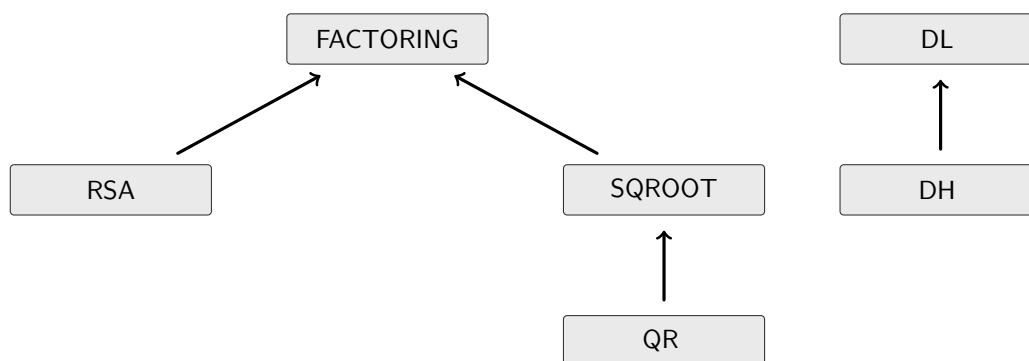 FACTORING
DL
RSA
SQROOT
DH
QR